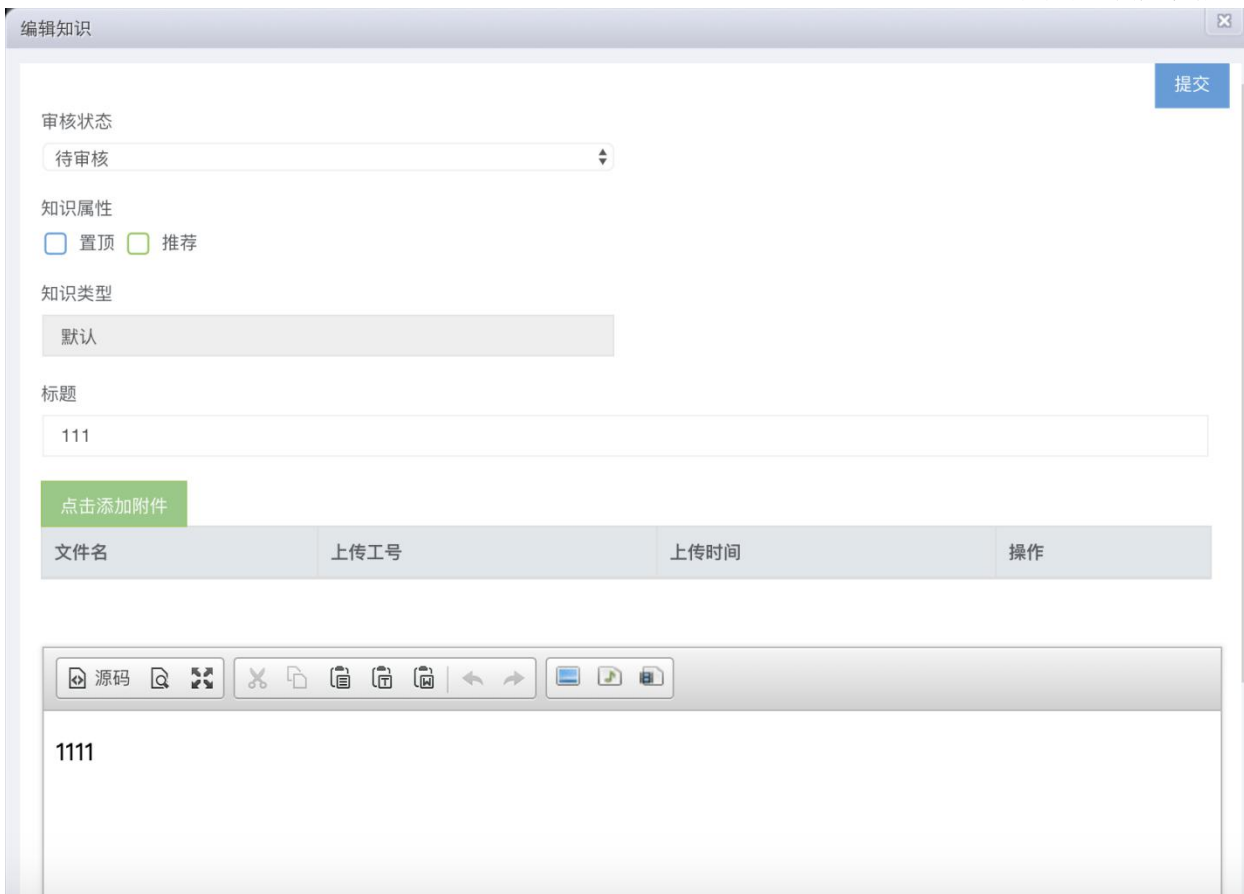 编辑知识
提交
审核状态
待审核
知识属性
置顶 推荐
知识类型
默认
标题
111
点击添加附件
文件名 上传工号 上传时间 操作
源码
1111